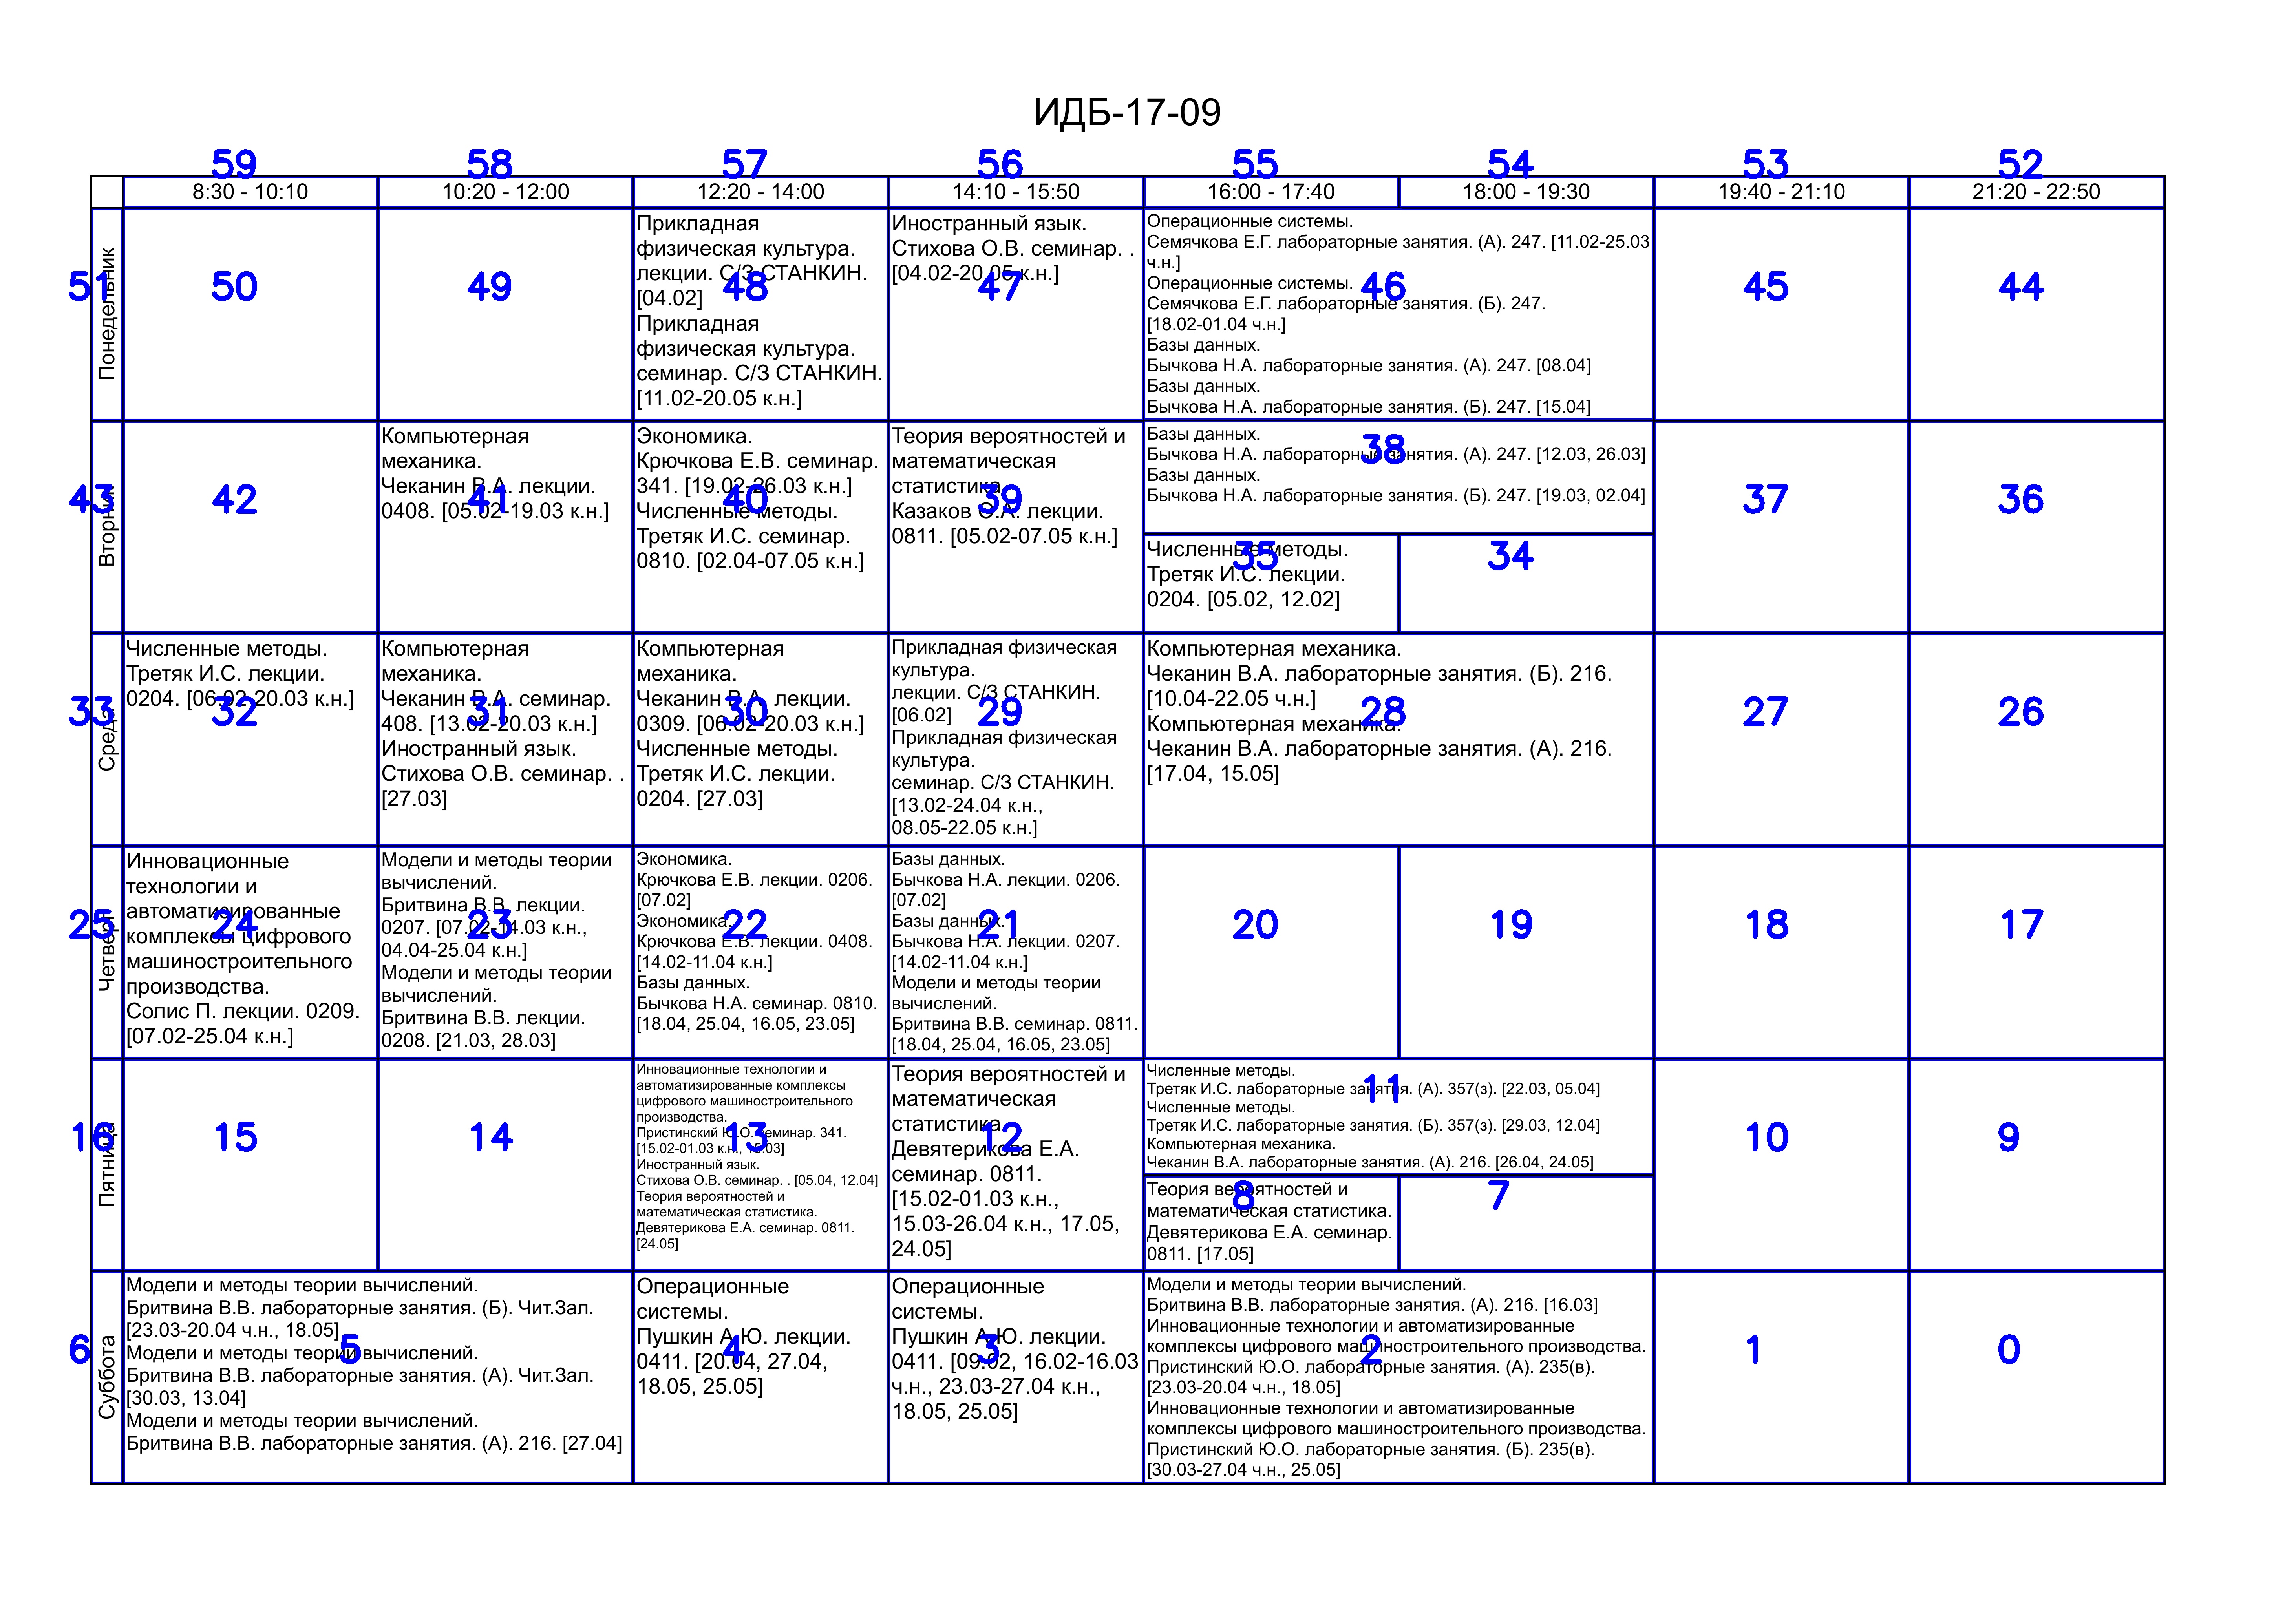 ИДБ-17-09
59 58 57 56 55 54 53 52
8:30 - 10:10 10:20 - 12:00 12:20 - 14:00 14:10 - 15:50 16:00 - 17:40 18:00 - 19:30 19:40 - 21:10 21:20 - 22:50
Понедельник
51
50
49
Прикладная
физическая культура.
лекции. С/З СТАНКИН.
[04.02]
Прикладная
физическая культура.
семинар. С/З СТАНКИН.
[11.02-20.05 к.н.]
48
Иностранный язык.
Стихова О.В. семинар. .
[04.02-20.05 к.н.]
47
Операционные системы.
Семячкова Е.Г. лабораторные занятия. (А). 247. [11.02-25.03
ч.н.]
Операционные системы.
Семячкова Е.Г. лабораторные занятия. (Б). 247.
[18.02-01.04 ч.н.]
Базы данных.
Бычкова Н.А. лабораторные занятия. (А). 247. [08.04]
Базы данных.
Бычкова Н.А. лабораторные занятия. (Б). 247. [15.04]
46
45
44
Вторник
43
42
Компьютерная
механика.
Чеканин В.А. лекции.
0408. [05.02-19.03 к.н.]
41
Экономика.
Крючкова Е.В. семинар.
341. [19.02-26.03 к.н.]
Численные методы.
Третяк И.С. семинар.
0810. [02.04-07.05 к.н.]
40
Теория вероятностей и
математическая
статистика.
Казаков О.А. лекции.
0811. [05.02-07.05 к.н.]
39
Базы данных.
Бычкова Н.А. лабораторные занятия. (А). 247. [12.03, 26.03]
Базы данных.
Бычкова Н.А. лабораторные занятия. (Б). 247. [19.03, 02.04]
38
37
36
Численные методы.
Третяк И.С. лекции.
0204. [05.02, 12.02]
35
34
Среда
33
Численные методы.
Третяк И.С. лекции.
0204. [06.02-20.03 к.н.]
32
Компьютерная
механика.
Чеканин В.А. семинар.
408. [13.02-20.03 к.н.]
Иностранный язык.
Стихова О.В. семинар. .
[27.03]
31
Компьютерная
механика.
Чеканин В.А. лекции.
0309. [06.02-20.03 к.н.]
Численные методы.
Третяк И.С. лекции.
0204. [27.03]
30
Прикладная физическая
культура.
лекции. С/З СТАНКИН.
[06.02]
Прикладная физическая
культура.
семинар. С/З СТАНКИН.
[13.02-24.04 к.н.,
08.05-22.05 к.н.]
29
Компьютерная механика.
Чеканин В.А. лабораторные занятия. (Б). 216.
[10.04-22.05 ч.н.]
Компьютерная механика.
Чеканин В.А. лабораторные занятия. (А). 216.
[17.04, 15.05]
28
27
26
Четверг
25
Инновационные
технологии и
автоматизированные
комплексы цифрового
машиностроительного
производства.
Солис П. лекции. 0209.
[07.02-25.04 к.н.]
24
Модели и методы теории
вычислений.
Бритвина В.В. лекции.
0207. [07.02-14.03 к.н.,
04.04-25.04 к.н.]
Модели и методы теории
вычислений.
Бритвина В.В. лекции.
0208. [21.03, 28.03]
23
Экономика.
Крючкова Е.В. лекции. 0206.
[07.02]
Экономика.
Крючкова Е.В. лекции. 0408.
[14.02-11.04 к.н.]
Базы данных.
Бычкова Н.А. семинар. 0810.
[18.04, 25.04, 16.05, 23.05]
22
Базы данных.
Бычкова Н.А. лекции. 0206.
[07.02]
Базы данных.
Бычкова Н.А. лекции. 0207.
[14.02-11.04 к.н.]
Модели и методы теории
вычислений.
Бритвина В.В. семинар. 0811.
[18.04, 25.04, 16.05, 23.05]
21
20
19
18
17
Пятница
16
15
14
Инновационные технологии и
автоматизированные комплексы
цифрового машиностроительного
производства.
Пристинский Ю.О. семинар. 341.
[15.02-01.03 к.н., 15.03]
Иностранный язык.
Стихова О.В. семинар. . [05.04, 12.04]
Теория вероятностей и
математическая статистика.
Девятерикова Е.А. семинар. 0811.
[24.05]
13
Теория вероятностей и
математическая
статистика.
Девятерикова Е.А.
семинар. 0811.
[15.02-01.03 к.н.,
15.03-26.04 к.н., 17.05,
24.05]
12
Численные методы.
Третяк И.С. лабораторные занятия. (А). 357(з). [22.03, 05.04]
Численные методы.
Третяк И.С. лабораторные занятия. (Б). 357(з). [29.03, 12.04]
Компьютерная механика.
Чеканин В.А. лабораторные занятия. (А). 216. [26.04, 24.05]
11
10
9
Теория вероятностей и
математическая статистика.
Девятерикова Е.А. семинар.
0811. [17.05]
8
7
Суббота
6
Модели и методы теории вычислений.
Бритвина В.В. лабораторные занятия. (Б). Чит.Зал.
[23.03-20.04 ч.н., 18.05]
Модели и методы теории вычислений.
Бритвина В.В. лабораторные занятия. (А). Чит.Зал.
[30.03, 13.04]
Модели и методы теории вычислений.
Бритвина В.В. лабораторные занятия. (А). 216. [27.04]
5
Операционные
системы.
Пушкин А.Ю. лекции.
0411. [20.04, 27.04,
18.05, 25.05]
4
Операционные
системы.
Пушкин А.Ю. лекции.
0411. [09.02, 16.02-16.03
ч.н., 23.03-27.04 к.н.,
18.05, 25.05]
3
Модели и методы теории вычислений.
Бритвина В.В. лабораторные занятия. (А). 216. [16.03]
Инновационные технологии и автоматизированные
комплексы цифрового машиностроительного производства.
Пристинский Ю.О. лабораторные занятия. (А). 235(в).
[23.03-20.04 ч.н., 18.05]
Инновационные технологии и автоматизированные
комплексы цифрового машиностроительного производства.
Пристинский Ю.О. лабораторные занятия. (Б). 235(в).
[30.03-27.04 ч.н., 25.05]
2
1
0